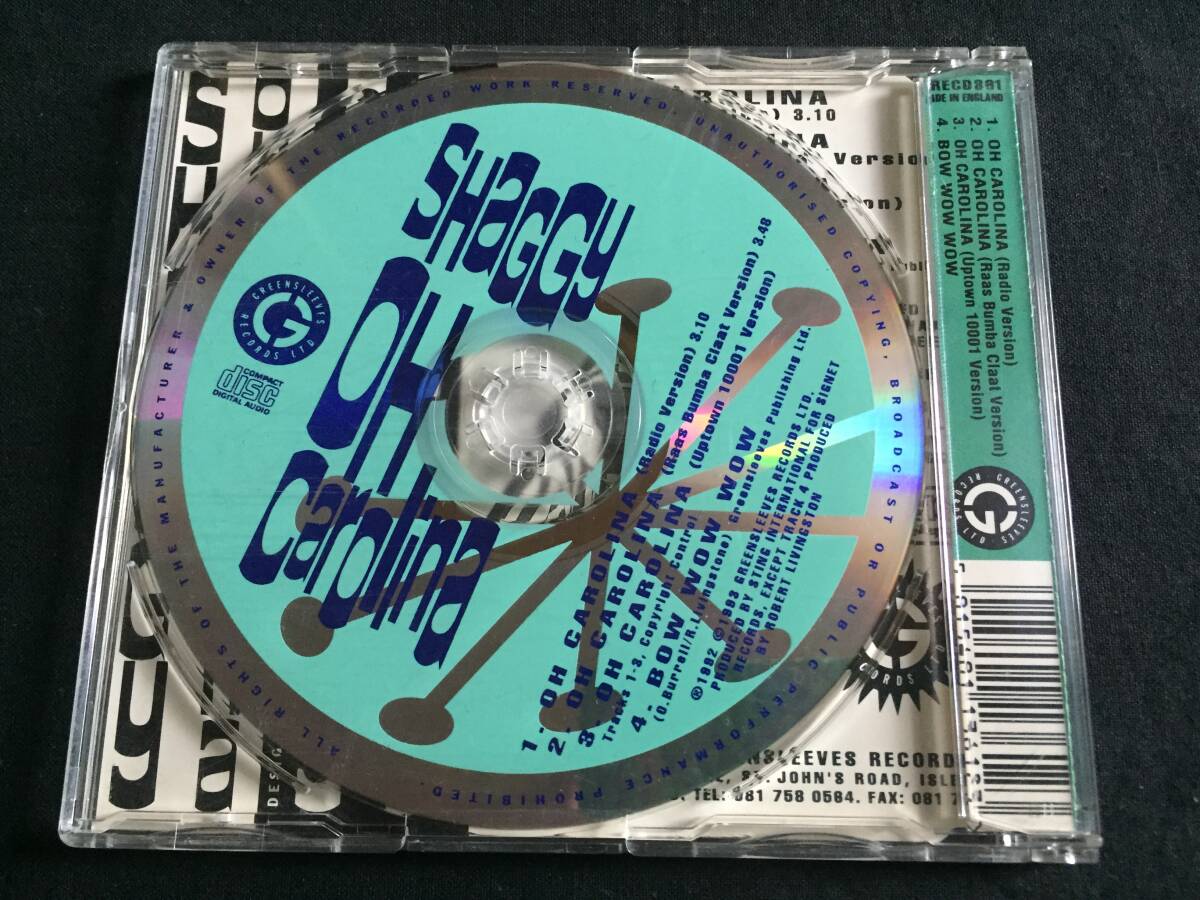 SHaGGY
OH
Carolina
GREENSLEEVES
RECORDS LTD
G
COMPACT
disc
DIGITAL AUDIO
ALL RIGHTS OF THE MANUFACTURER & OWNER OF THE RECORDED WORK RESERVED. UNAUTHORISED COPYING, BROADCAST OR PUBLIC PERFORMANCE PROHIBITED.
1. OH CAROLINA (Radio Version) 3.10
2. OH CAROLINA (Raas Bumba Claat Version) 3.48
3. OH CAROLINA (Uptown 10001 Version)
Tracks 1-3, Copyright Control
4. BOW WOW WOW
(O.Burrell/R.Livingstone) Greensleeves Publishing Ltd.
℗1992 ©1993 GREENSLEEVES RECORDS LTD.
PRODUCED BY STING INTERNATIONAL FOR SIGNET
RECORDS, EXCEPT TRACK 4 PRODUCED
BY ROBERT LIVINGSTON
AROLINA
3.10
Version
ENSLEEVES RECORD
JOHN'S ROAD, ISLE
TEL: 081 758 0564. FAX: 081 7
ADE IN ENGLAND
1. OH CAROLINA (Radio Version)
2. OH CAROLINA (Raas Bumba Claat Version)
3. OH CAROLINA (Uptown 10001 Version)
4. BOW WOW WOW
GREENSLEEVES
RECORDS LTD
G